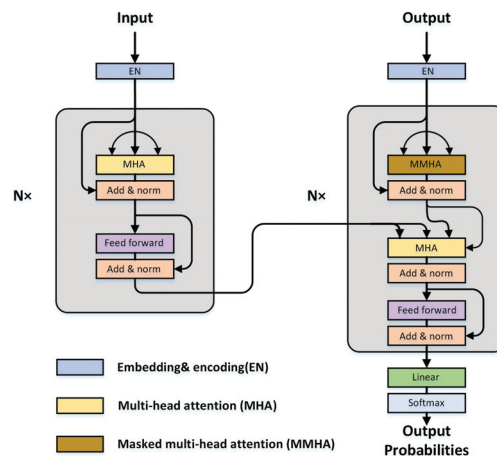 Input
EN
N×
MHA
Add & norm
Feed forward
Add & norm
Output
EN
N×
MMHA
Add & norm
MHA
Add & norm
Feed forward
Add & norm
Linear
Softmax
Output
Probabilities
Embedding& encoding(EN)
Multi-head attention (MHA)
Masked multi-head attention (MMHA)